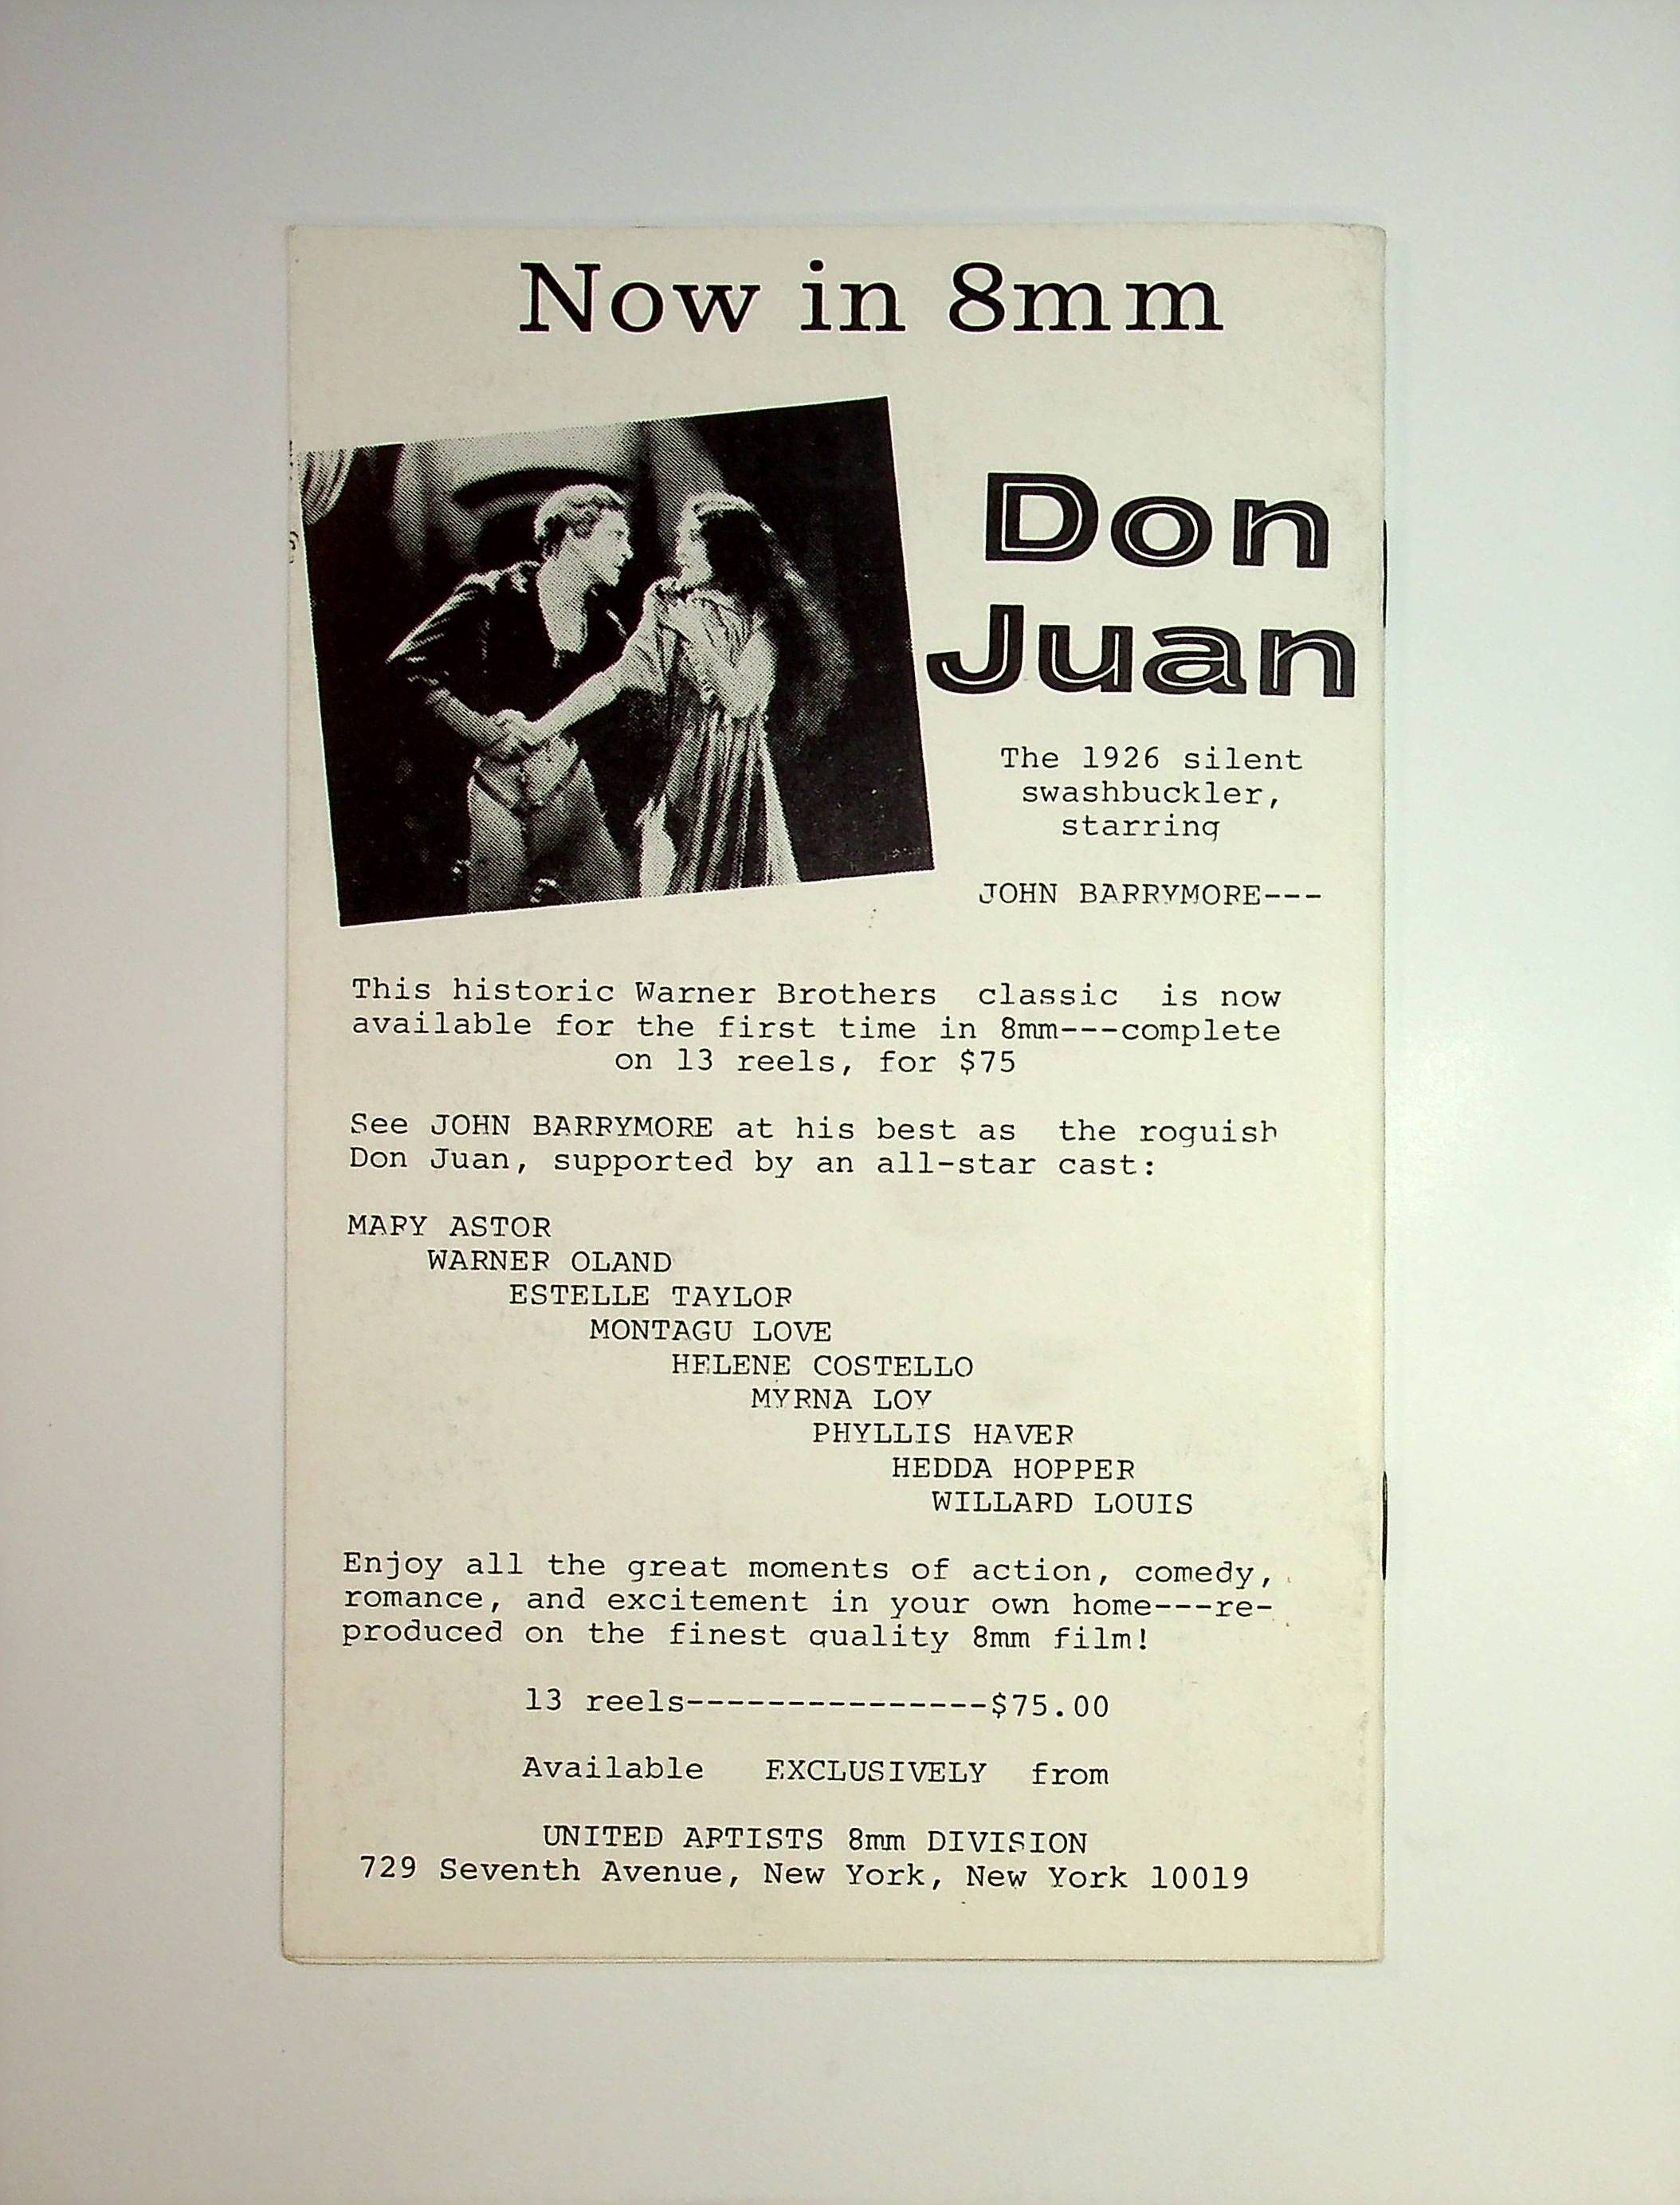 Now in 8mm
Don
Juan
The 1926 silent
swashbuckler,
starring
JOHN BARRYMORE---
This historic Warner Brothers classic is now
available for the first time in 8mm---complete
on 13 reels, for $75
See JOHN BARRYMORE at his best as the roguish
Don Juan, supported by an all-star cast:
MARY ASTOR
WARNER OLAND
ESTELLE TAYLOR
MONTAGU LOVE
HELENE COSTELLO
MYRNA LOY
PHYLLIS HAVER
HEDDA HOPPER
WILLARD LOUIS
Enjoy all the great moments of action, comedy,
romance, and excitement in your own home---re-
produced on the finest quality 8mm film!
13 reels---------------$75.00
Available EXCLUSIVELY from
UNITED ARTISTS 8mm DIVISION
729 Seventh Avenue, New York, New York 10019